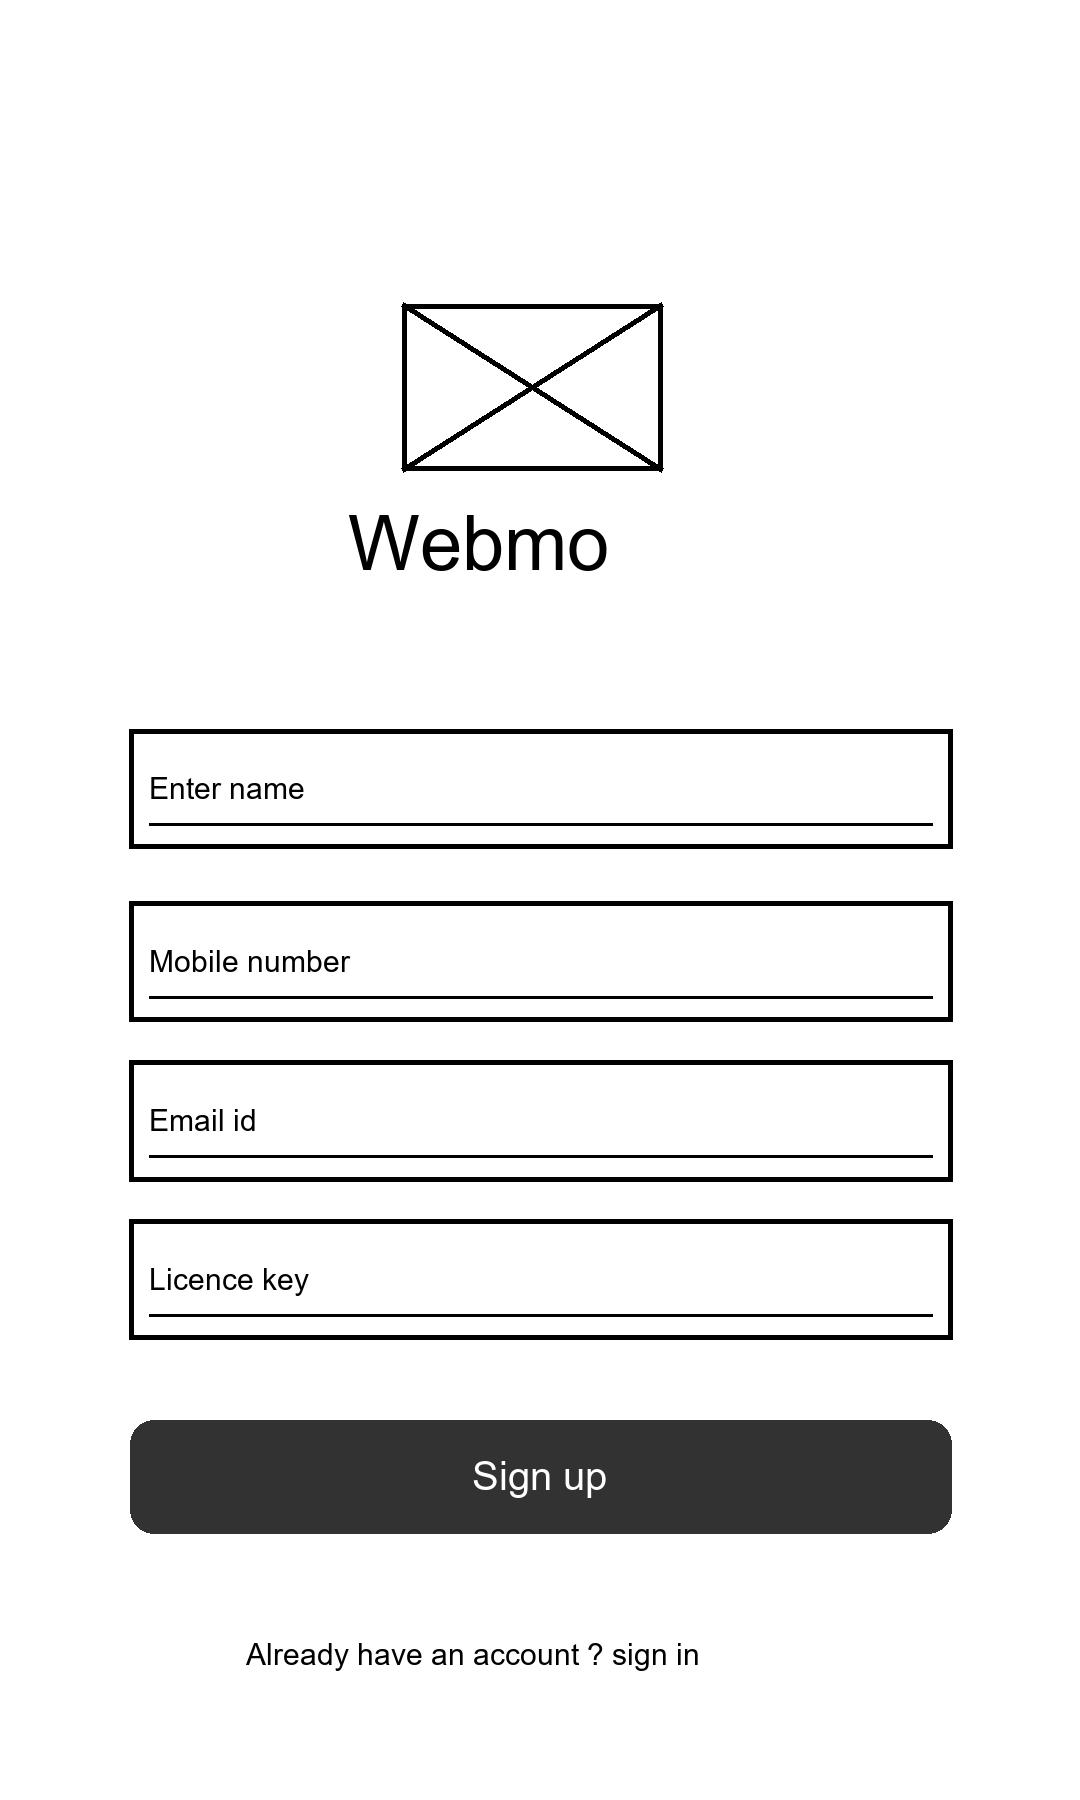 Webmo
Enter name
Mobile number
Email id
Licence key
Sign up
Already have an account ? sign in